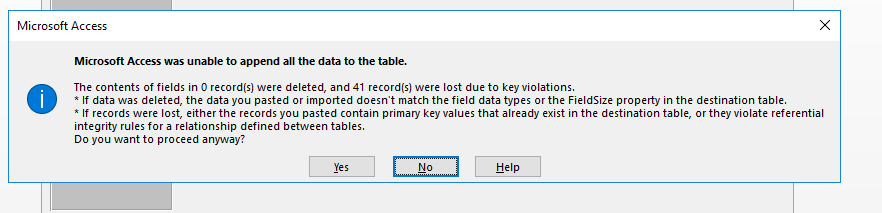 Microsoft Access
Microsoft Access was unable to append all the data to the table.
The contents of fields in 0 record(s) were deleted, and 41 record(s) were lost due to key violations.
* If data was deleted, the data you pasted or imported doesn't match the field data types or the FieldSize property in the destination table.
* If records were lost, either the records you pasted contain primary key values that already exist in the destination table, or they violate referential
integrity rules for a relationship defined between tables.
Do you want to proceed anyway?
Yes No Help